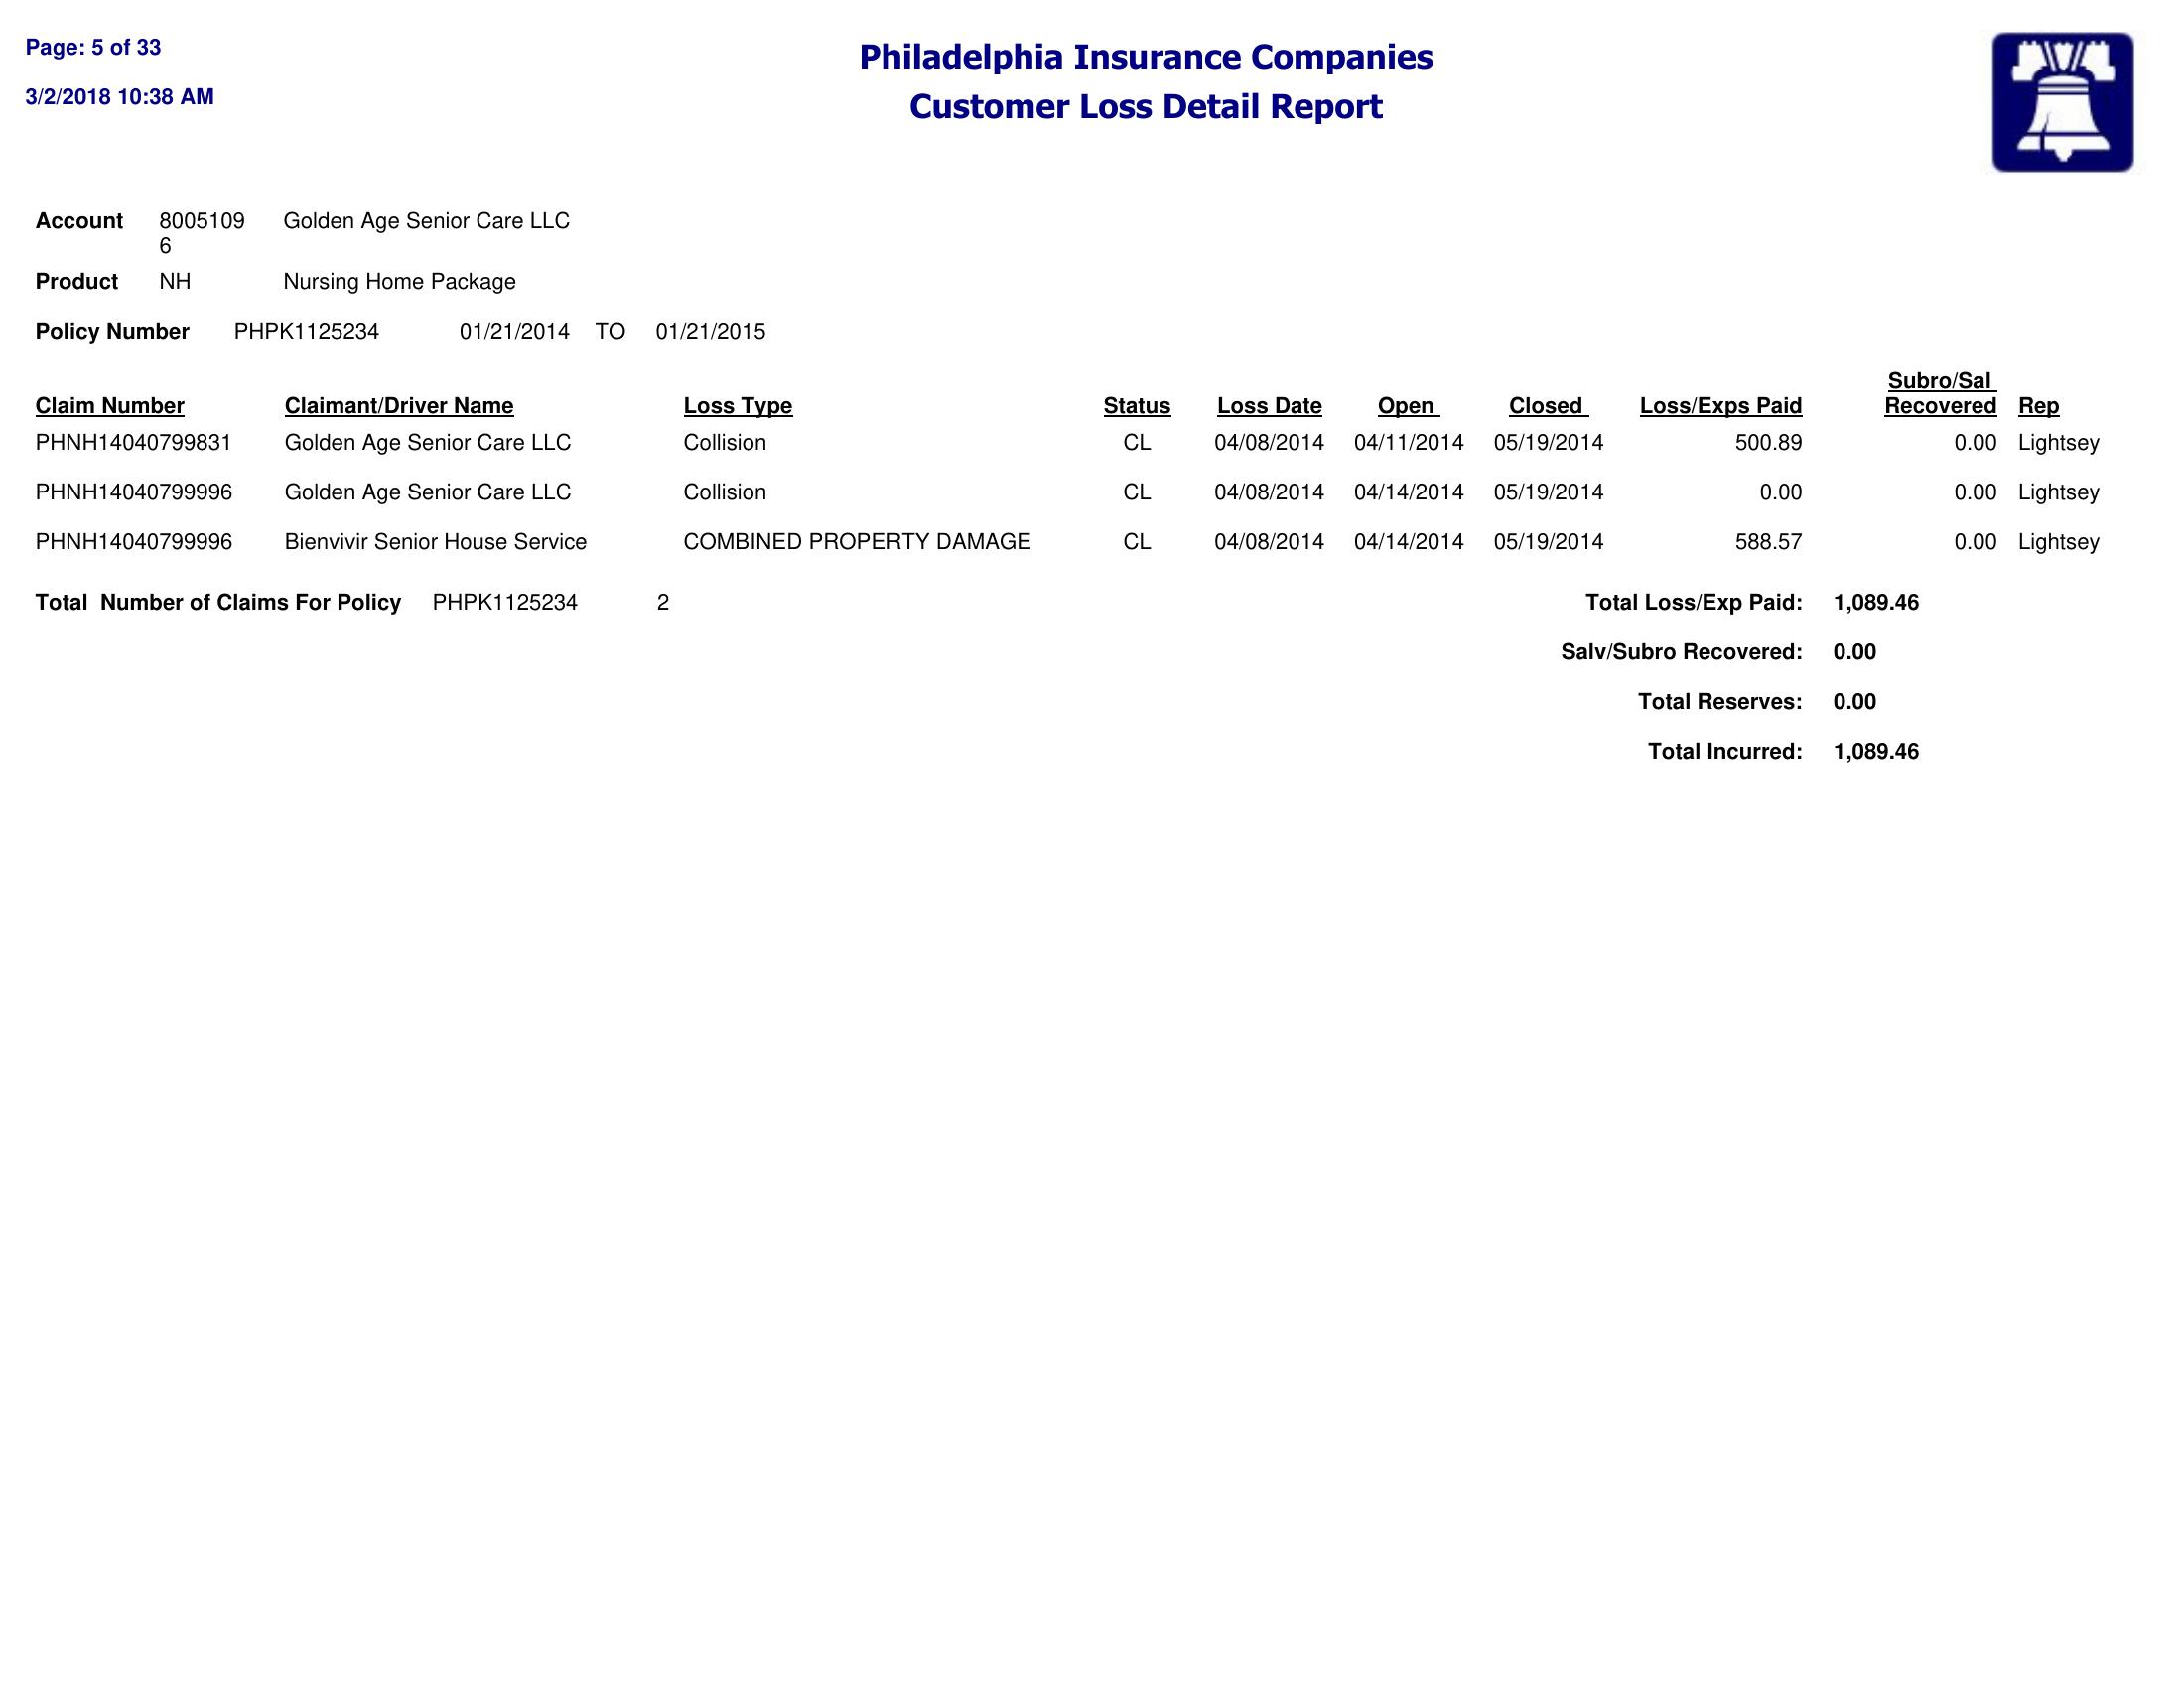 Page: 5 of 33
3/2/2018 10:38 AM
Philadelphia Insurance Companies
Customer Loss Detail Report
Account 8005109 Golden Age Senior Care LLC
6
Product NH Nursing Home Package
Policy Number PHPK1125234 01/21/2014 TO 01/21/2015
Subro/Sal
Claim Number Claimant/Driver Name Loss Type Status Loss Date Open Closed Loss/Exps Paid Recovered Rep
PHNH14040799831 Golden Age Senior Care LLC Collision CL 04/08/2014 04/11/2014 05/19/2014 500.89 0.00 Lightsey
PHNH14040799996 Golden Age Senior Care LLC Collision CL 04/08/2014 04/14/2014 05/19/2014 0.00 0.00 Lightsey
PHNH14040799996 Bienvivir Senior House Service COMBINED PROPERTY DAMAGE CL 04/08/2014 04/14/2014 05/19/2014 588.57 0.00 Lightsey
Total Number of Claims For Policy PHPK1125234 2 Total Loss/Exp Paid: 1,089.46
Salv/Subro Recovered: 0.00
Total Reserves: 0.00
Total Incurred: 1,089.46